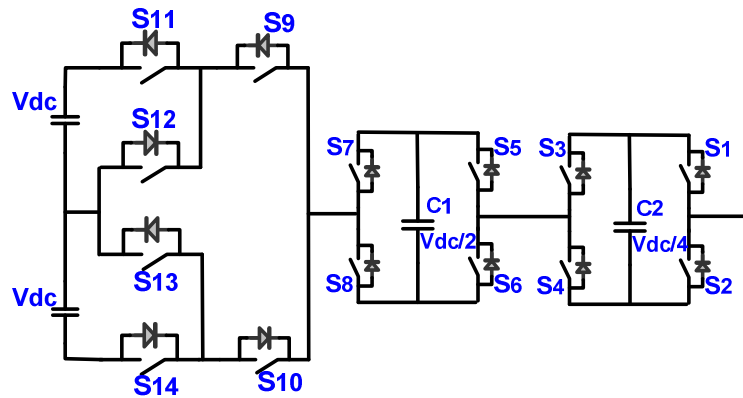 S11
S9
Vdc
S12
S7
S5
S3
S1
C1
C2
Vdc/2
Vdc/4
S13
S8
S6
S4
S2
Vdc
S14
S10